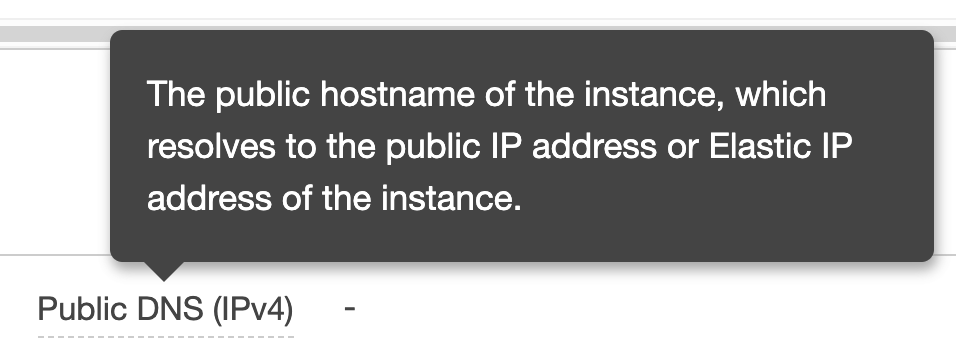 The public hostname of the instance, which
resolves to the public IP address or Elastic IP
address of the instance.
Public DNS (IPv4) -